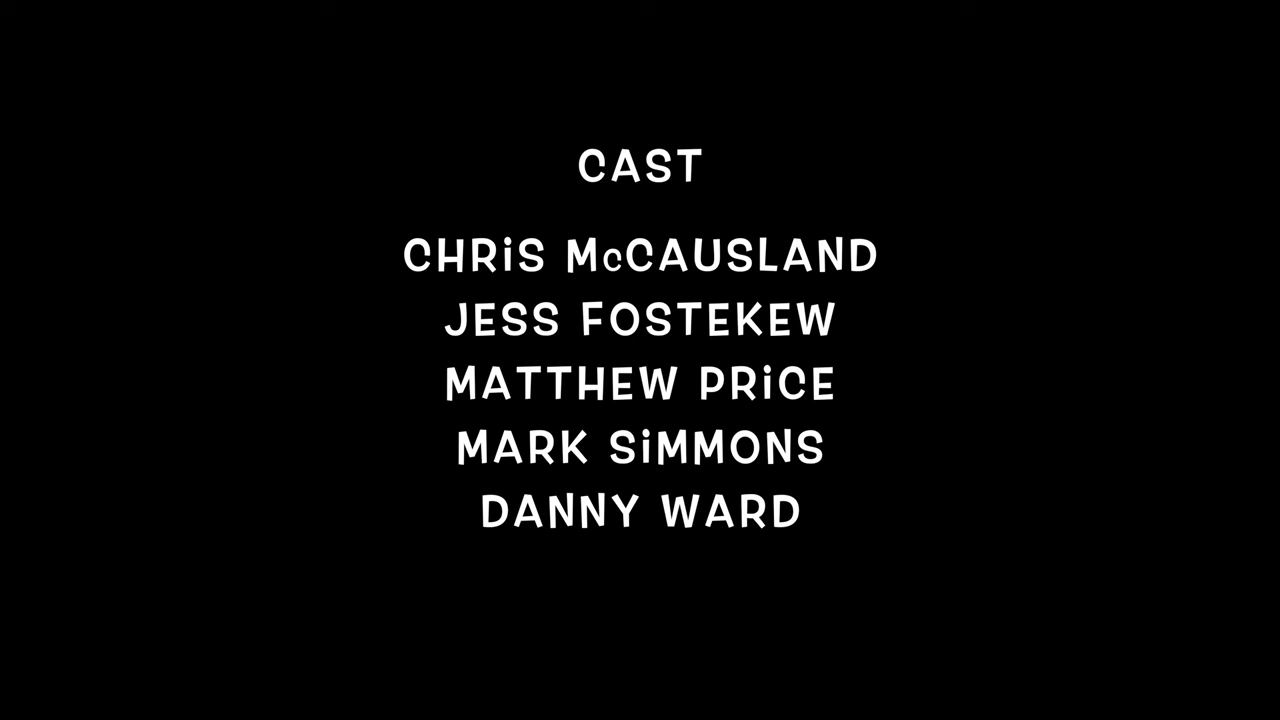 CAST
CHRiS McCAUSLAND
JESS FOSTEKEW
MATTHEW PRiCE
MARK SiMMONS
DANNY WARD